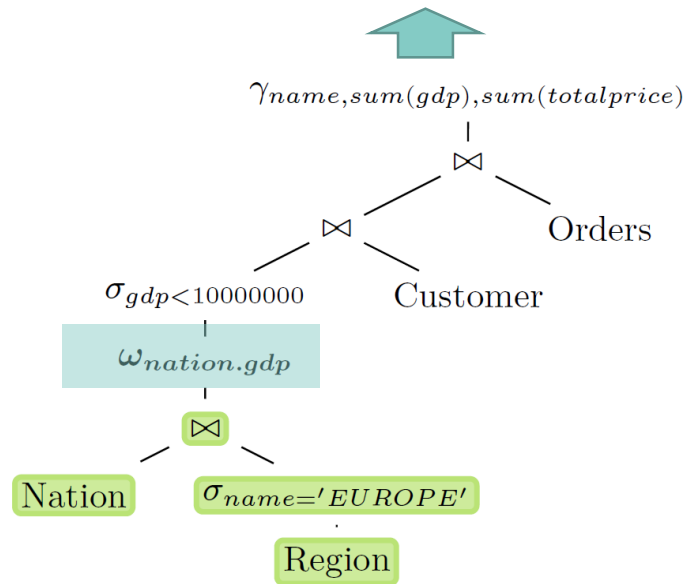 γname,sum(gdp),sum(totalprice)
⋈
⋈
Orders
σgdp<10000000
Customer
ωnation.gdp
⋈
Nation
σname='EUROPE'
Region